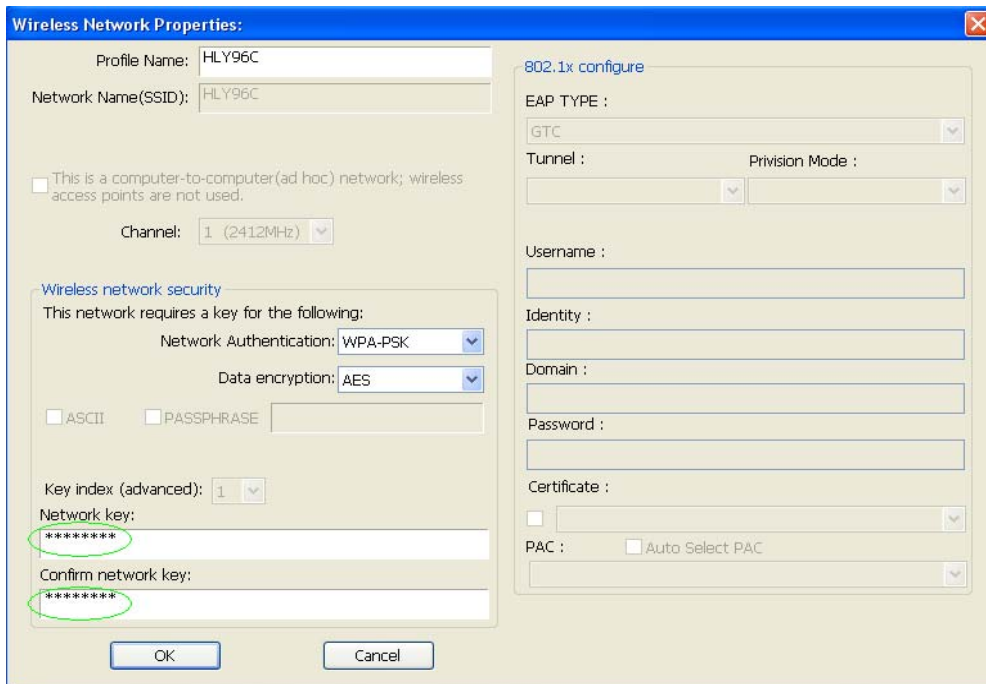 Wireless Network Properties:
Profile Name: HLY96C
Network Name(SSID): HLY96C
This is a computer-to-computer(ad hoc) network; wireless
access points are not used.
Channel: 1 (2412MHz)
Wireless network security
This network requires a key for the following:
Network Authentication: WPA-PSK
Data encryption: AES
ASCII PASSPHRASE
Key index (advanced): 1
Network key:
********
Confirm network key:
********
OK Cancel
802.1x configure
EAP TYPE :
GTC
Tunnel : Privision Mode :
Username :
Identity :
Domain :
Password :
Certificate :
PAC : Auto Select PAC